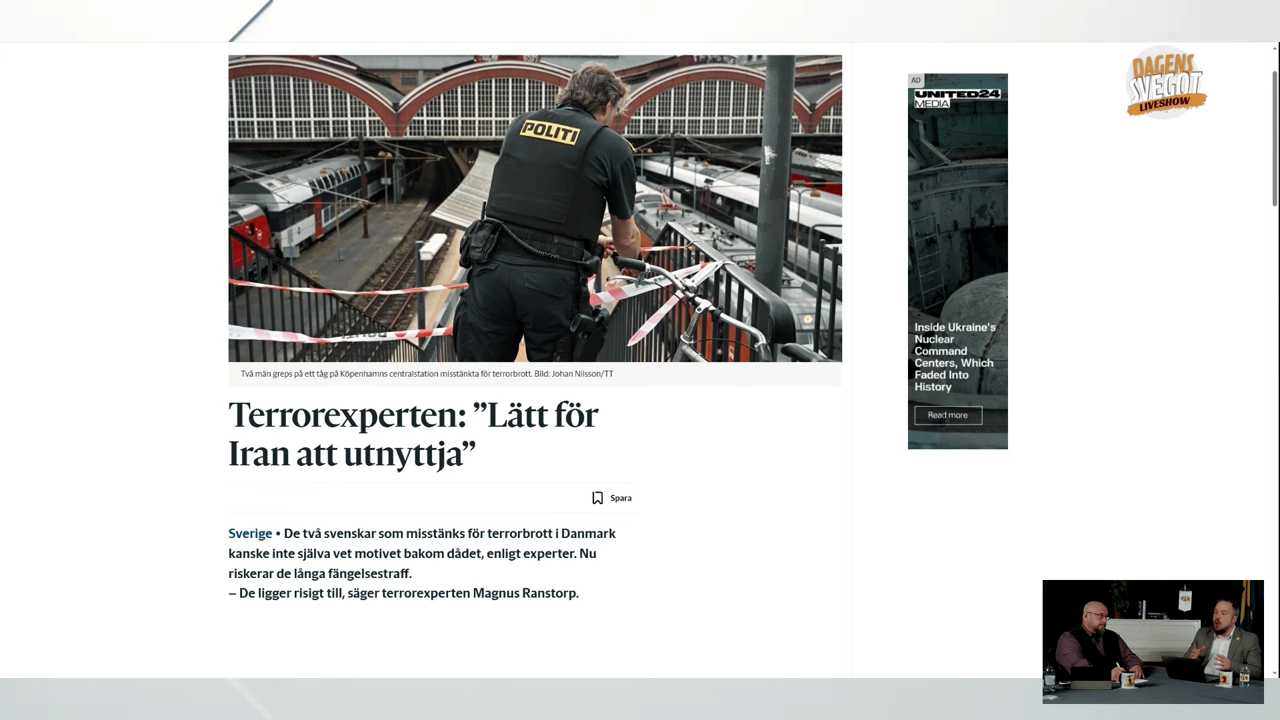 DAGENS
SVEGOT
LIVESHOW
AD
UNITED24
MEDIA
POLITI
Inside Ukraine's
Nuclear
Command
Centers, Which
Faded Into
History
Read more
Två män greps på ett tåg på Köpenhamns centralstation misstänkta för terrorbrott. Bild: Johan Nilsson/TT
Terrorexperten: ”Lätt för
Iran att utnyttja”
Spara
Sverige • De två svenskar som misstänks för terrorbrott i Danmark
kanske inte själva vet motivet bakom dådet, enligt experter. Nu
riskerar de långa fängelsestraff.
– De ligger risigt till, säger terrorexperten Magnus Ranstorp.